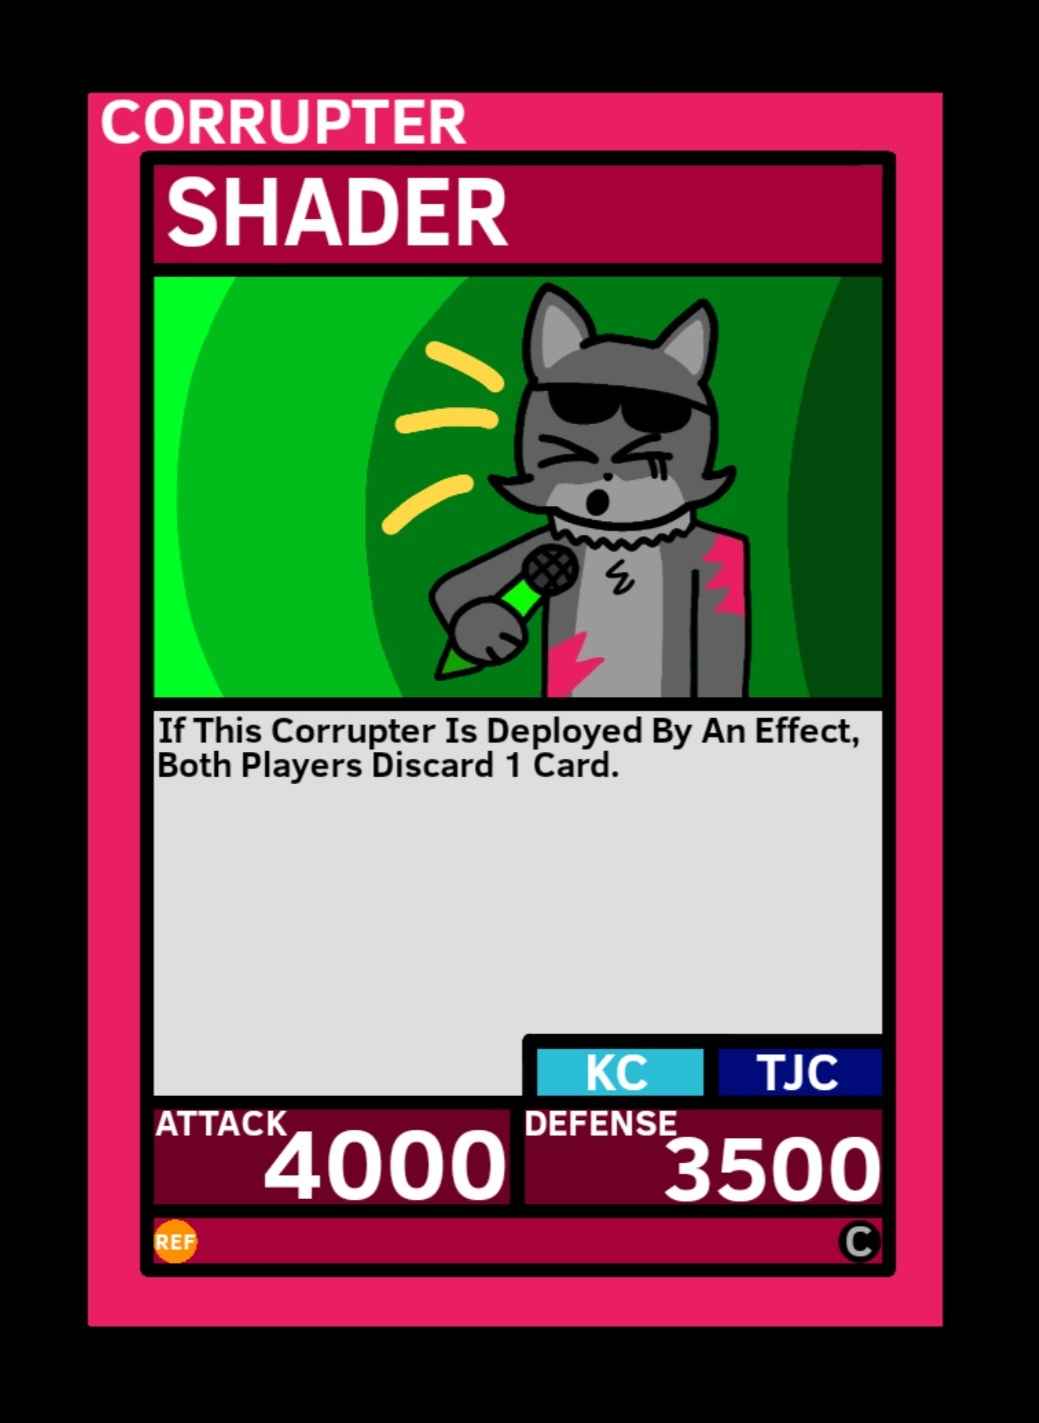 CORRUPTER
SHADER
If This Corrupter Is Deployed By An Effect,
Both Players Discard 1 Card.
KC TJC
ATTACK DEFENSE
4000 3500
REF C